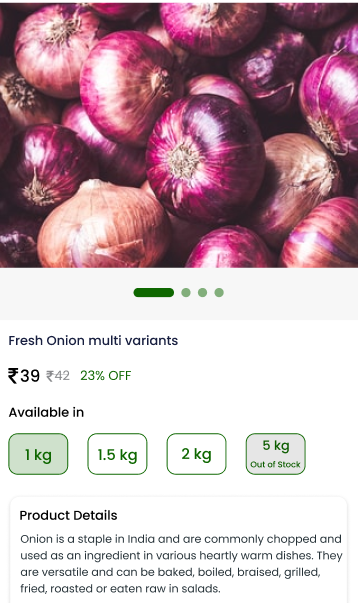 Fresh Onion multi variants
₹39 ₹42 23% OFF
Available in
1 kg 1.5 kg 2 kg 5 kg
Out of Stock
Product Details
Onion is a staple in India and are commonly chopped and
used as an ingredient in various heartly warm dishes. They
are versatile and can be baked, boiled, braised, grilled,
fried, roasted or eaten raw in salads.